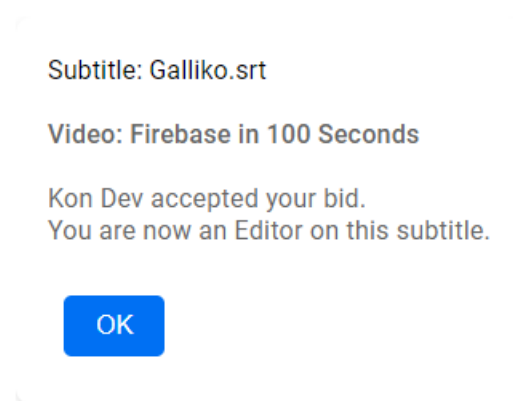 Subtitle: Galliko.srt
Video: Firebase in 100 Seconds
Kon Dev accepted your bid.
You are now an Editor on this subtitle.
OK